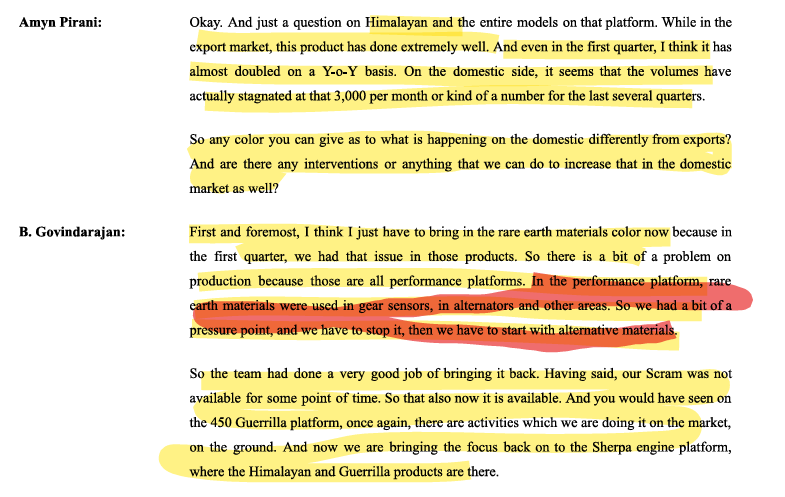 Amyn Pirani: Okay. And just a question on Himalayan and the entire models on that platform. While in the
export market, this product has done extremely well. And even in the first quarter, I think it has
almost doubled on a Y-o-Y basis. On the domestic side, it seems that the volumes have
actually stagnated at that 3,000 per month or kind of a number for the last several quarters.
So any color you can give as to what is happening on the domestic differently from exports?
And are there any interventions or anything that we can do to increase that in the domestic
market as well?
B. Govindarajan: First and foremost, I think I just have to bring in the rare earth materials color now because in
the first quarter, we had that issue in those products. So there is a bit of a problem on
production because those are all performance platforms. In the performance platform, rare
earth materials were used in gear sensors, in alternators and other areas. So we had a bit of a
pressure point, and we have to stop it, then we have to start with alternative materials.
So the team had done a very good job of bringing it back. Having said, our Scram was not
available for some point of time. So that also now it is available. And you would have seen on
the 450 Guerrilla platform, once again, there are activities which we are doing it on the market,
on the ground. And now we are bringing the focus back on to the Sherpa engine platform,
where the Himalayan and Guerrilla products are there.